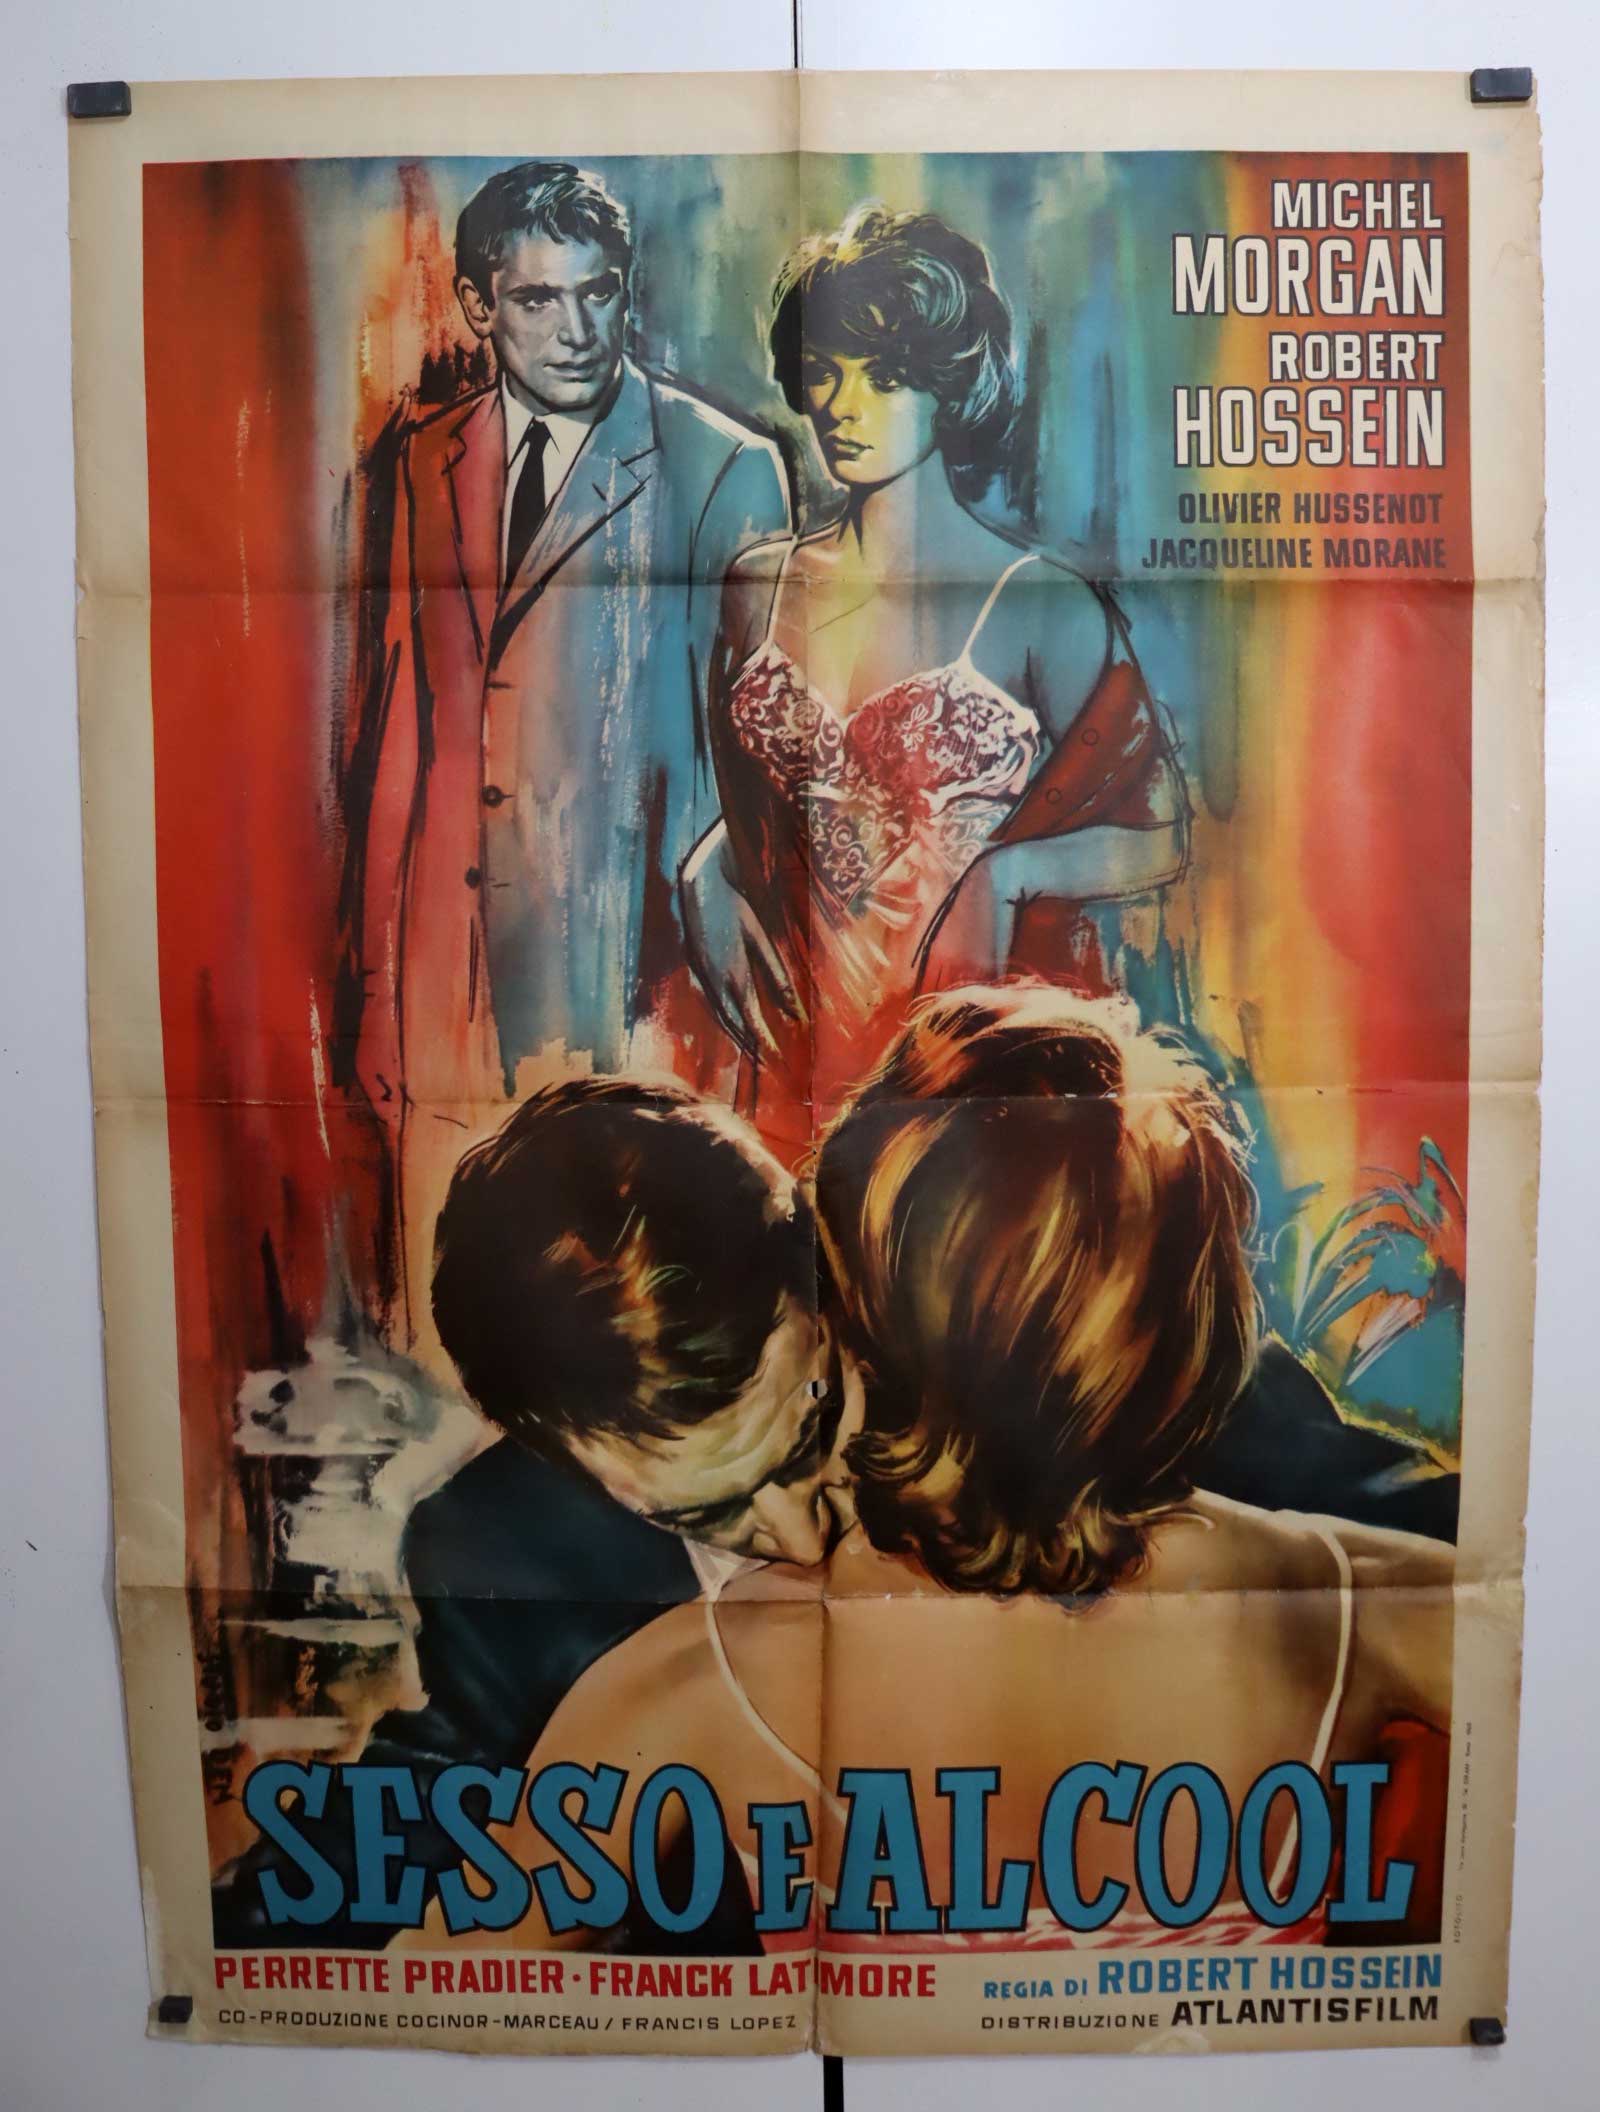 MICHEL
MORGAN
ROBERT
HOSSEIN
OLIVIER HUSSENOT
JACQUELINE MORANE
SESSO E ALCOOL
PERRETTE PRADIER · FRANCK LATIMORE
REGIA DI ROBERT HOSSEIN
CO-PRODUZIONE COCINOR-MARCEAU / FRANCIS LOPEZ
DISTRIBUZIONE ATLANTISFILM
ROTOLITO